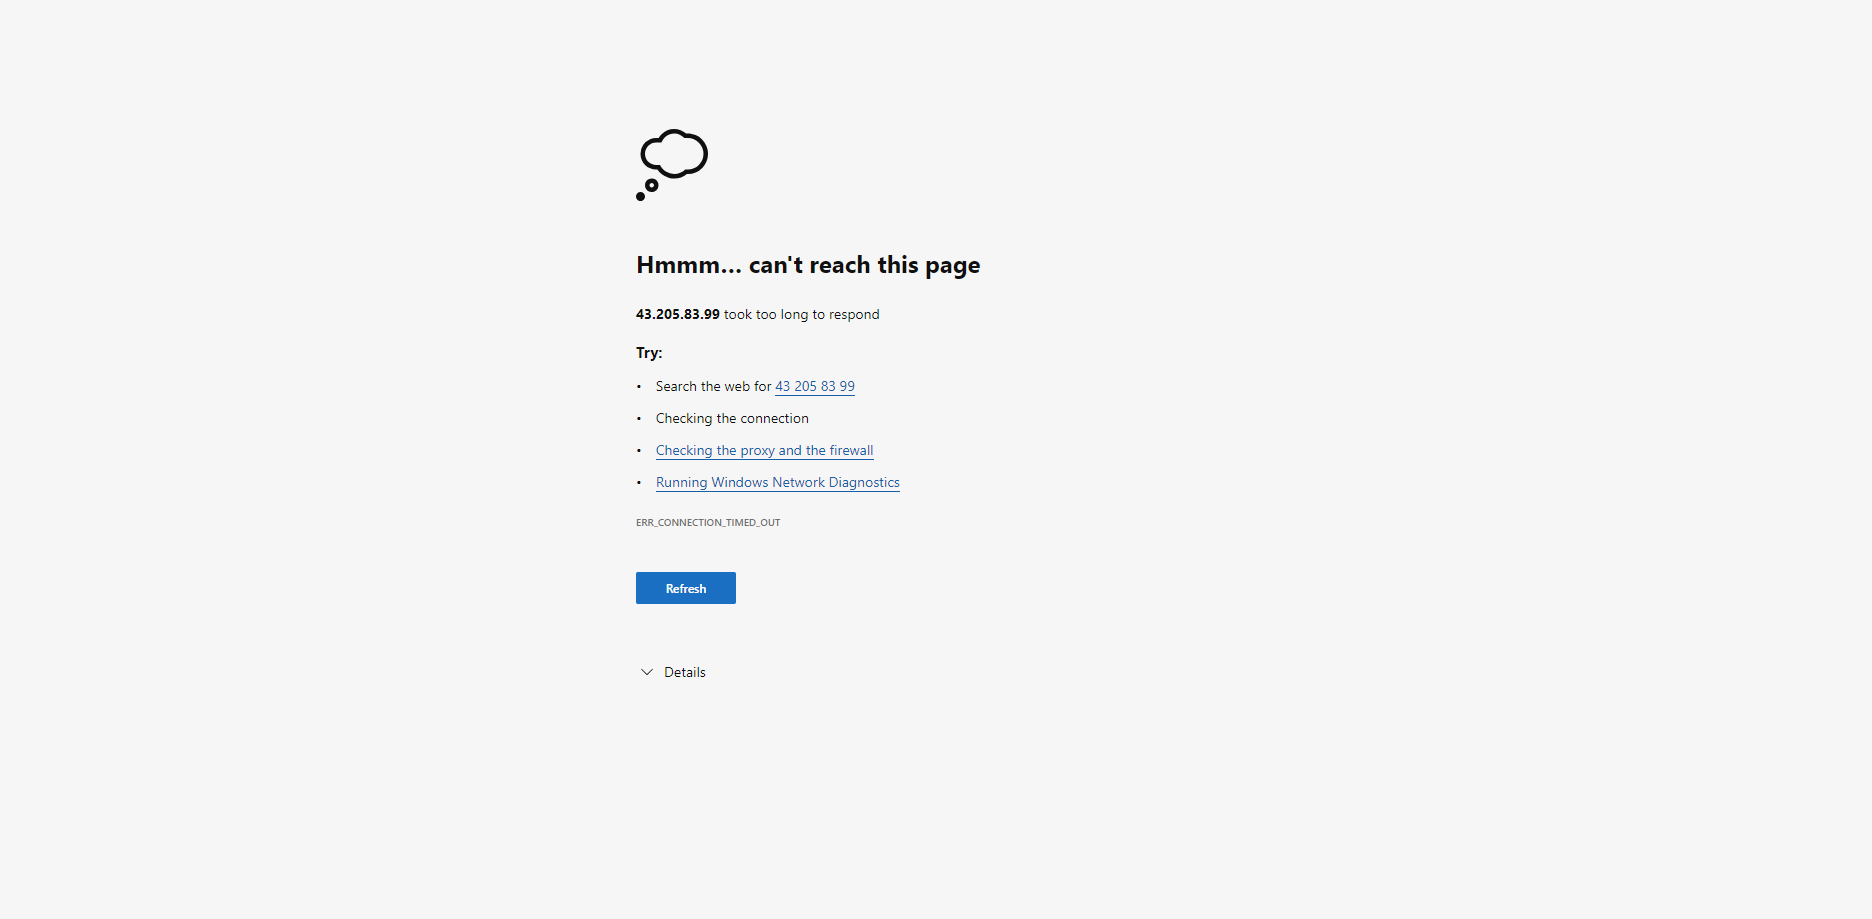 Hmmm... can't reach this page
43.205.83.99 took too long to respond
Try:
• Search the web for 43 205 83 99
• Checking the connection
• Checking the proxy and the firewall
• Running Windows Network Diagnostics
ERR_CONNECTION_TIMED_OUT
Refresh
Details